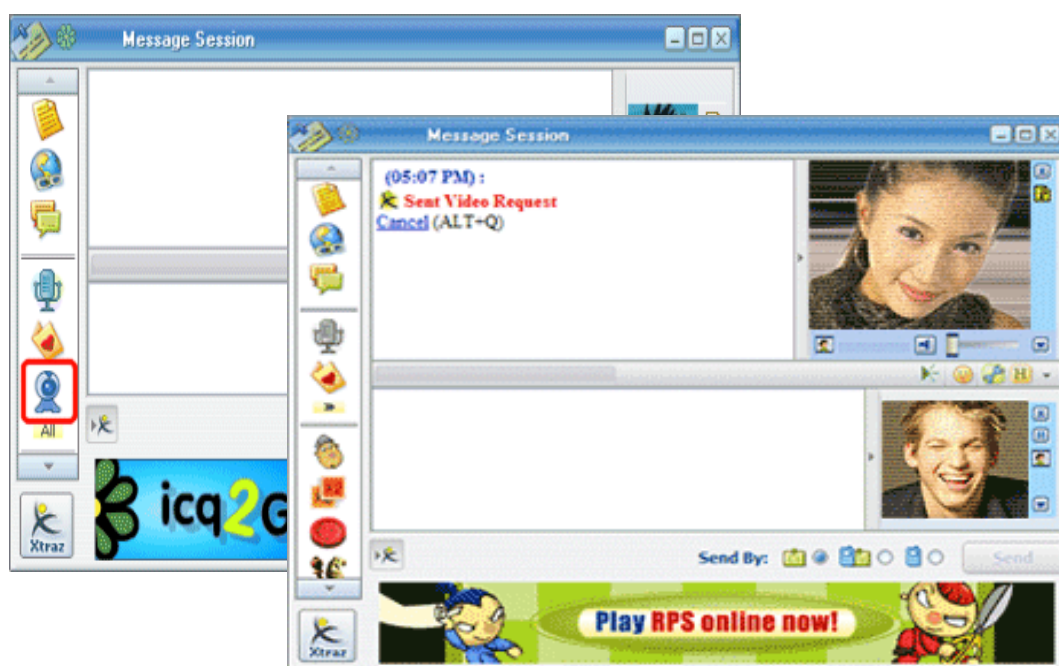 Message Session
All
Xtraz
icq2G
Message Session
(05:07 PM) :
Sent Video Request
Cancel (ALT+Q)
Send By:
Send
Xtraz
Play RPS online now!